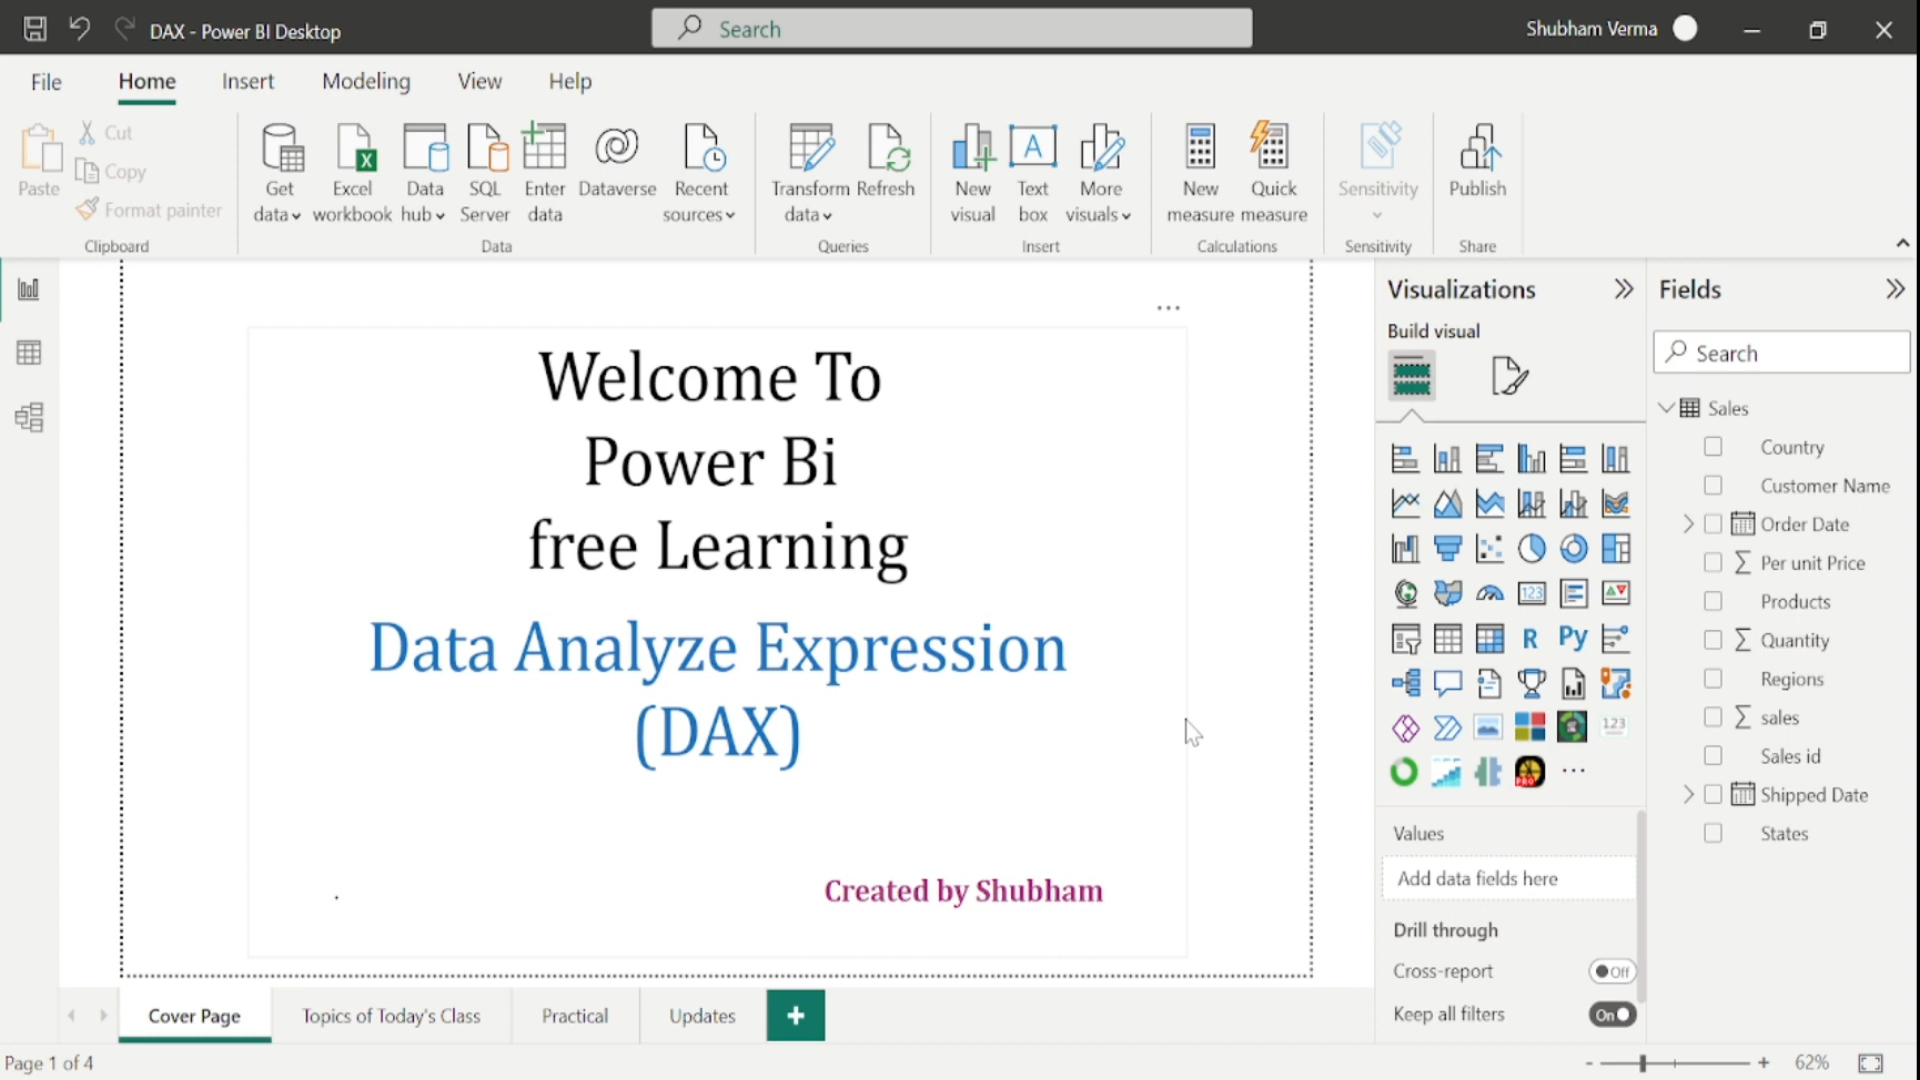 DAX - Power BI Desktop
Search
Shubham Verma
File Home Insert Modeling View Help
Paste
Cut
Copy
Format painter
Clipboard
Get data
Excel workbook
Data hub
SQL Server
Enter data
Dataverse
Recent sources
Data
Transform data
Refresh
Queries
New visual
A
Text box
More visuals
Insert
New measure
Quick measure
Calculations
Sensitivity
Sensitivity
Publish
Share
Welcome To
Power Bi
free Learning
Data Analyze Expression
(DAX)
.
Created by Shubham
Visualizations
Build visual
123
R
Py
123
PRO
Values
Add data fields here
Drill through
Cross-report
Off
Keep all filters
On
Fields
Search
Sales
Country
Customer Name
Order Date
Σ Per unit Price
Products
Σ Quantity
Regions
Σ sales
Sales id
Shipped Date
States
Cover Page
Topics of Today's Class
Practical
Updates
+
Page 1 of 4
- + 62%